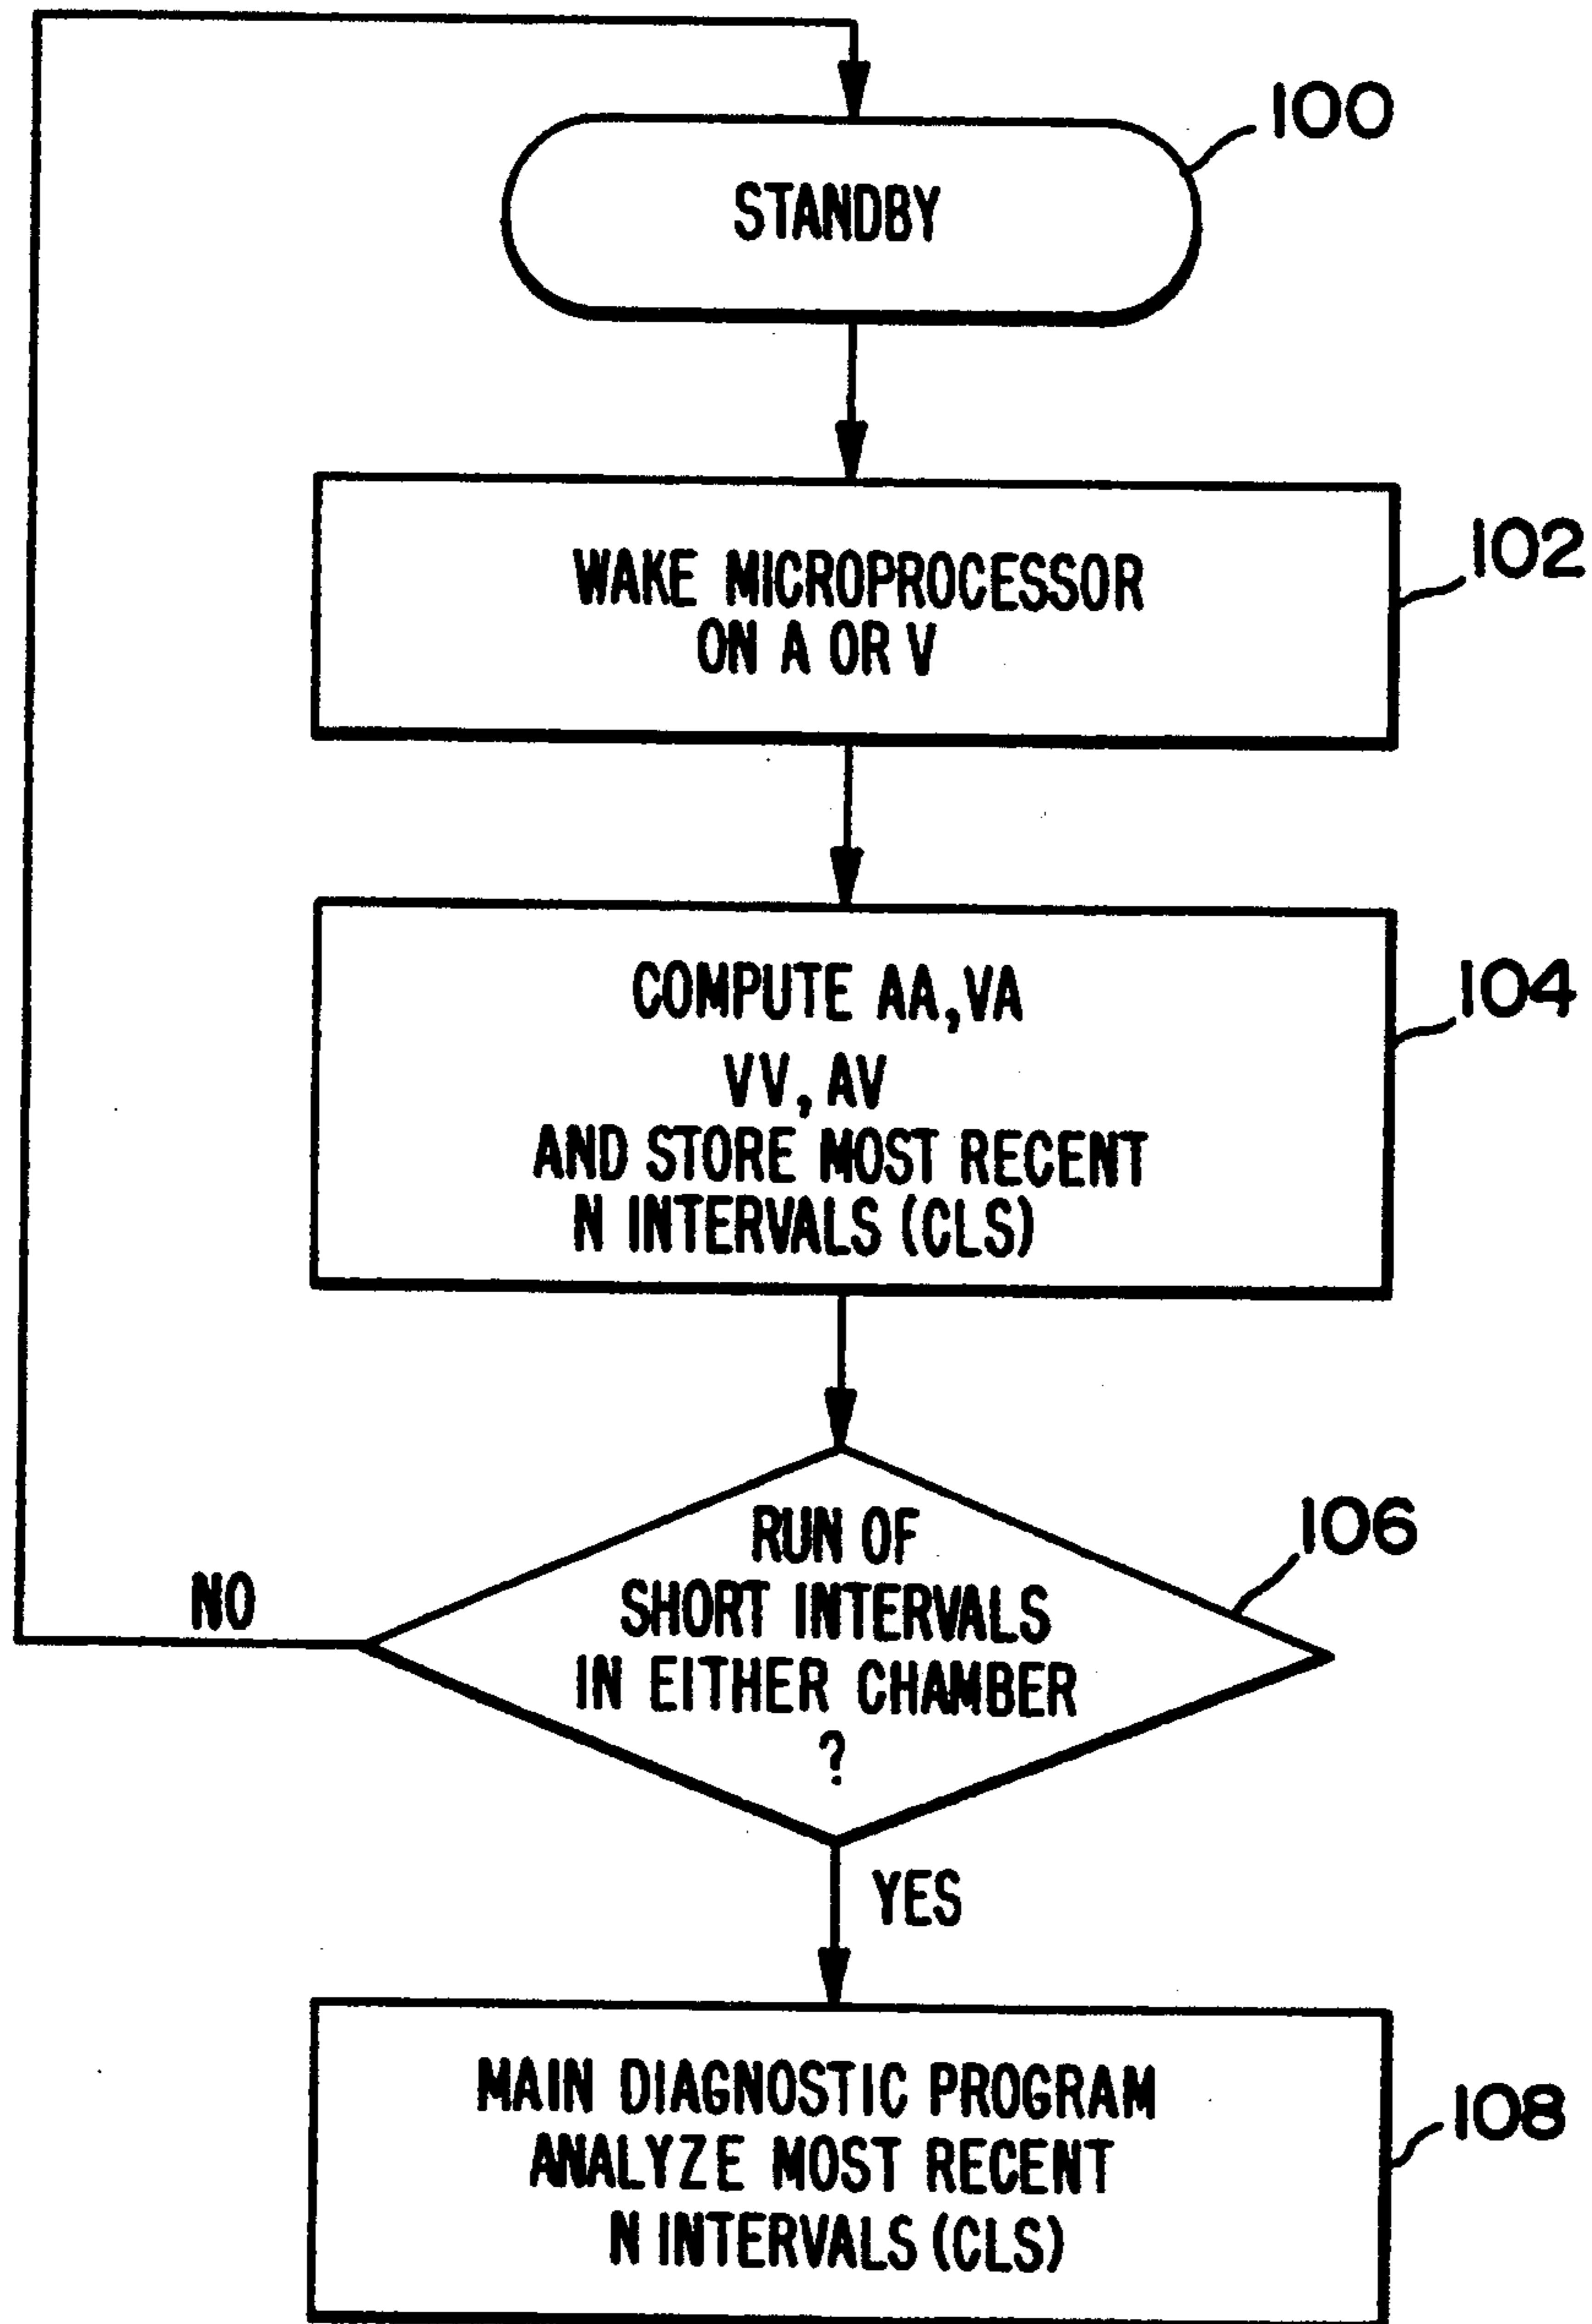 100
STANDBY
102
WAKE MICROPROCESSOR
ON A OR V
104
COMPUTE AA,VA
VV, AV
AND STORE MOST RECENT
N INTERVALS (CLS)
106
RUN OF
SHORT INTERVALS
IN EITHER CHAMBER
?
NO
YES
108
MAIN DIAGNOSTIC PROGRAM
ANALYZE MOST RECENT
N INTERVALS (CLS)